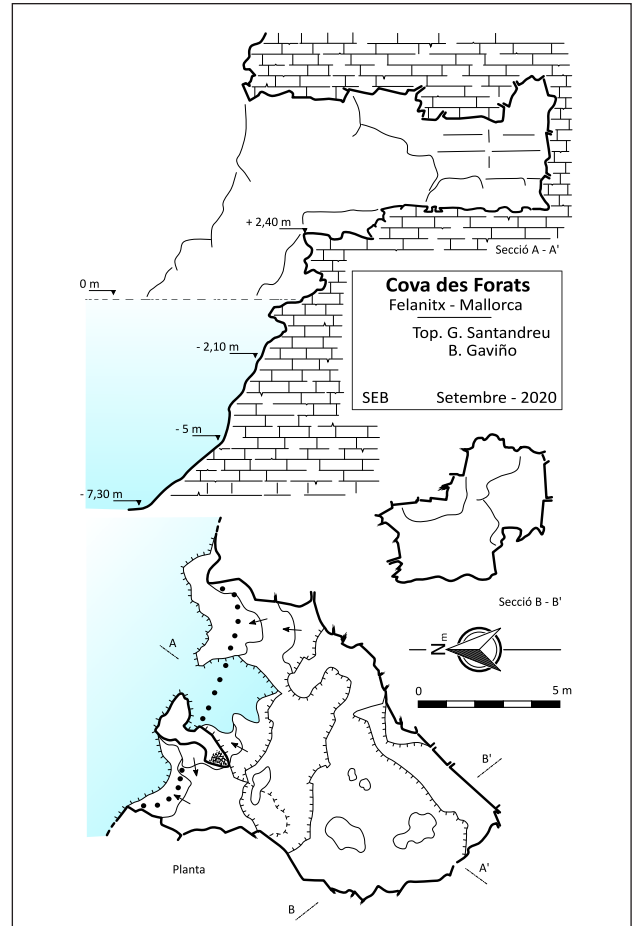 + 2,40 m
Secció A - A'
0 m
Cova des Forats
Felanitx - Mallorca
Top. G. Santandreu
B. Gaviño
SEB Setembre - 2020
- 2,10 m
- 5 m
- 7,30 m
Secció B - B'
A
Nm
0 5 m
B'
Planta
A'
B